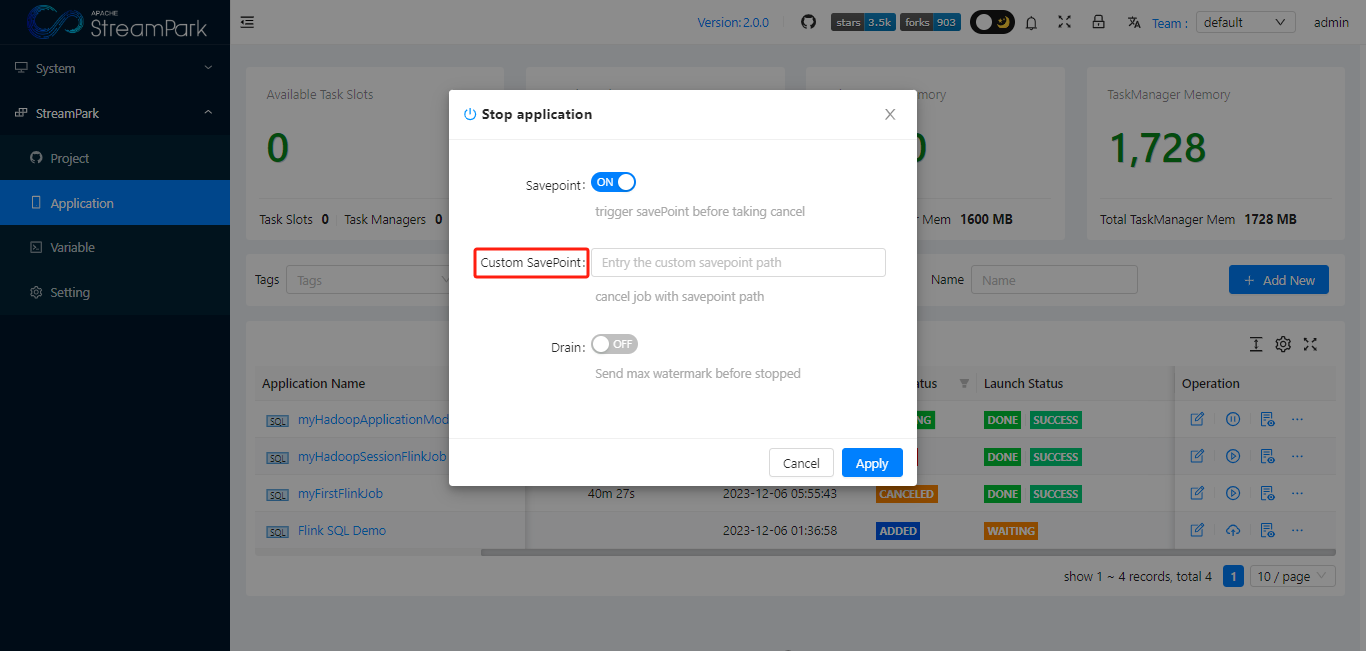 APACHE
StreamPark
Version: 2.0.0
stars 3.5k forks 903
Team :
default
admin
System
StreamPark
Project
Application
Variable
Setting
Available Task Slots
0
Task Slots 0 Task Managers 0
TaskManager Memory
1,728
Mem 1600 MB
Total TaskManager Mem 1728 MB
Tags
Tags
Name
Name
Add New
Stop application
Savepoint:
ON
trigger savePoint before taking cancel
Custom SavePoint:
Entry the custom savepoint path
cancel job with savepoint path
Drain:
OFF
Send max watermark before stopped
Cancel
Apply
Application Name
Launch Status
Operation
SQL myHadoopApplicationMod
DONE SUCCESS
SQL myHadoopSessionFlinkJob
DONE SUCCESS
SQL myFirstFlinkJob 40m 27s 2023-12-06 05:55:43 CANCELED DONE SUCCESS
SQL Flink SQL Demo 2023-12-06 01:36:58 ADDED WAITING
show 1 ~ 4 records, total 4
1
10 / page